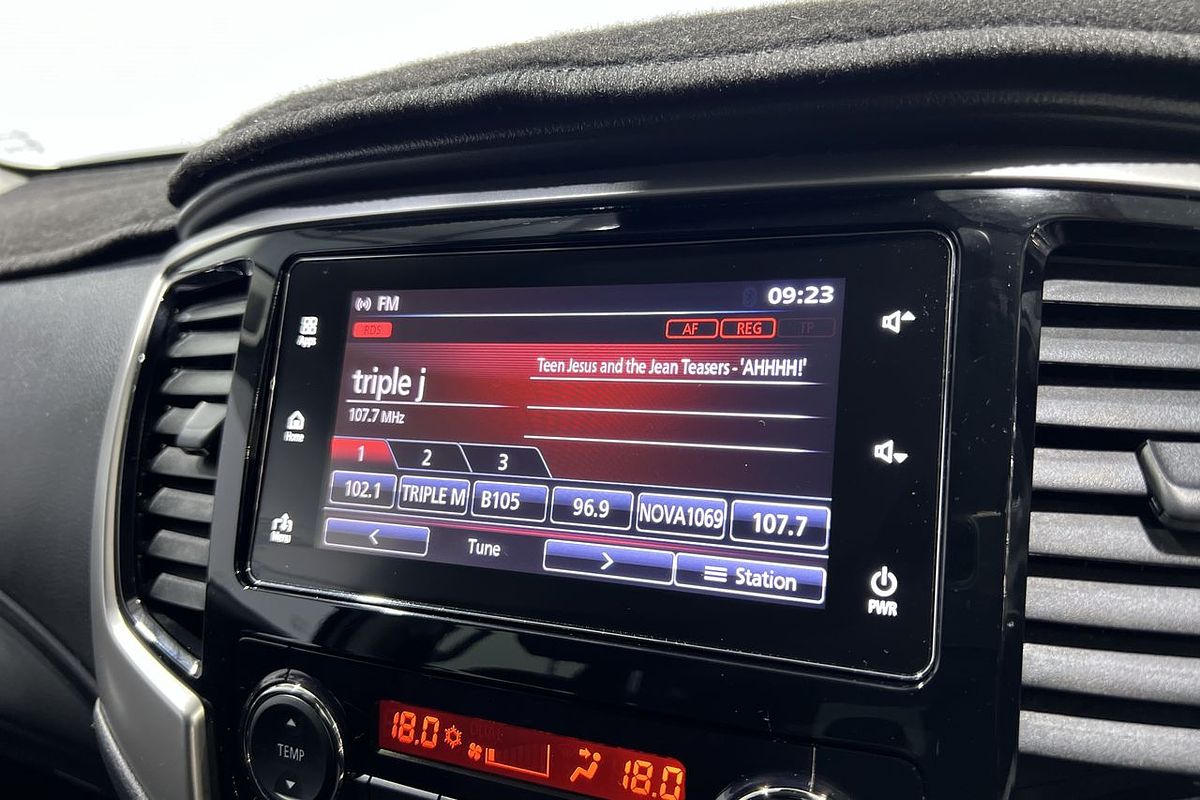 FM
09:23
RDS
AF REG TP
Apps
triple j
Teen Jesus and the Jean Teasers - 'AHHHH!'
107.7 MHz
Home
1 2 3
102.1 TRIPLE M B105 96.9 NOVA1069 107.7
Menu
< Tune > Station
PWR
TEMP
18.0 18.0